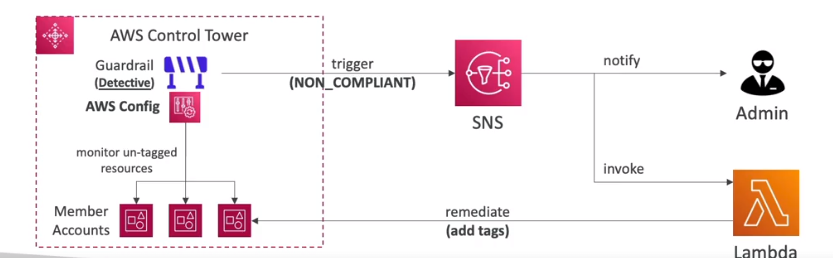 AWS Control Tower
Guardrail
(Detective)
AWS Config
trigger
(NON_COMPLIANT)
SNS
notify
Admin
monitor un-tagged
resources
invoke
Member
Accounts
remediate
(add tags)
Lambda